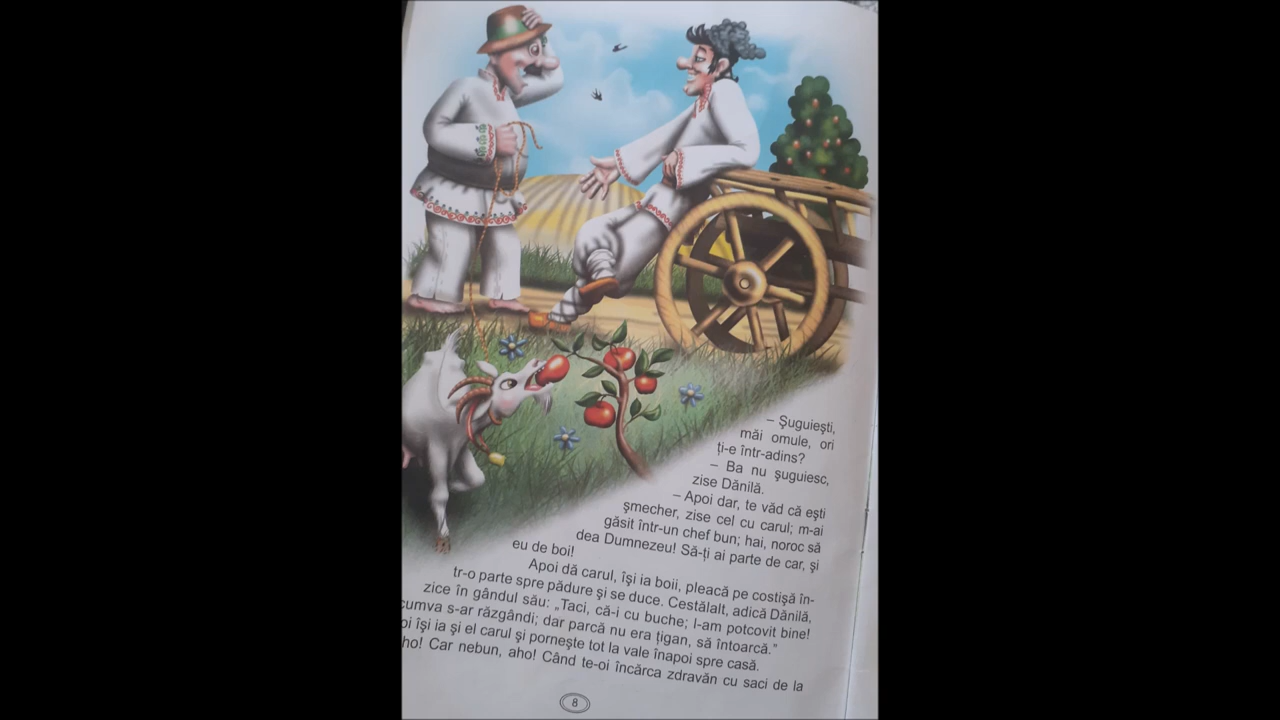 – Şuguieşti,
măi omule, ori
ţi-e într-adins?
– Ba nu şuguiesc,
zise Dănilă.
– Apoi dar, te văd că eşti
şmecher, zise cel cu carul; m-ai
găsit într-un chef bun; hai, noroc să
dea Dumnezeu! Să-ţi ai parte de car, şi
eu de boi!
Apoi dă carul, îşi ia boii, pleacă pe costişă în-
tr-o parte spre pădure şi se duce. Cestălalt, adică Dănilă,
zice în gândul său: „Taci, că-i cu buche; l-am potcovit bine!
cumva s-ar răzgândi; dar parcă nu era ţigan, să întoarcă.”
oi îşi ia şi el carul şi porneşte tot la vale înapoi spre casă.
ho! Car nebun, aho! Când te-oi încărca zdravăn cu saci de la
8